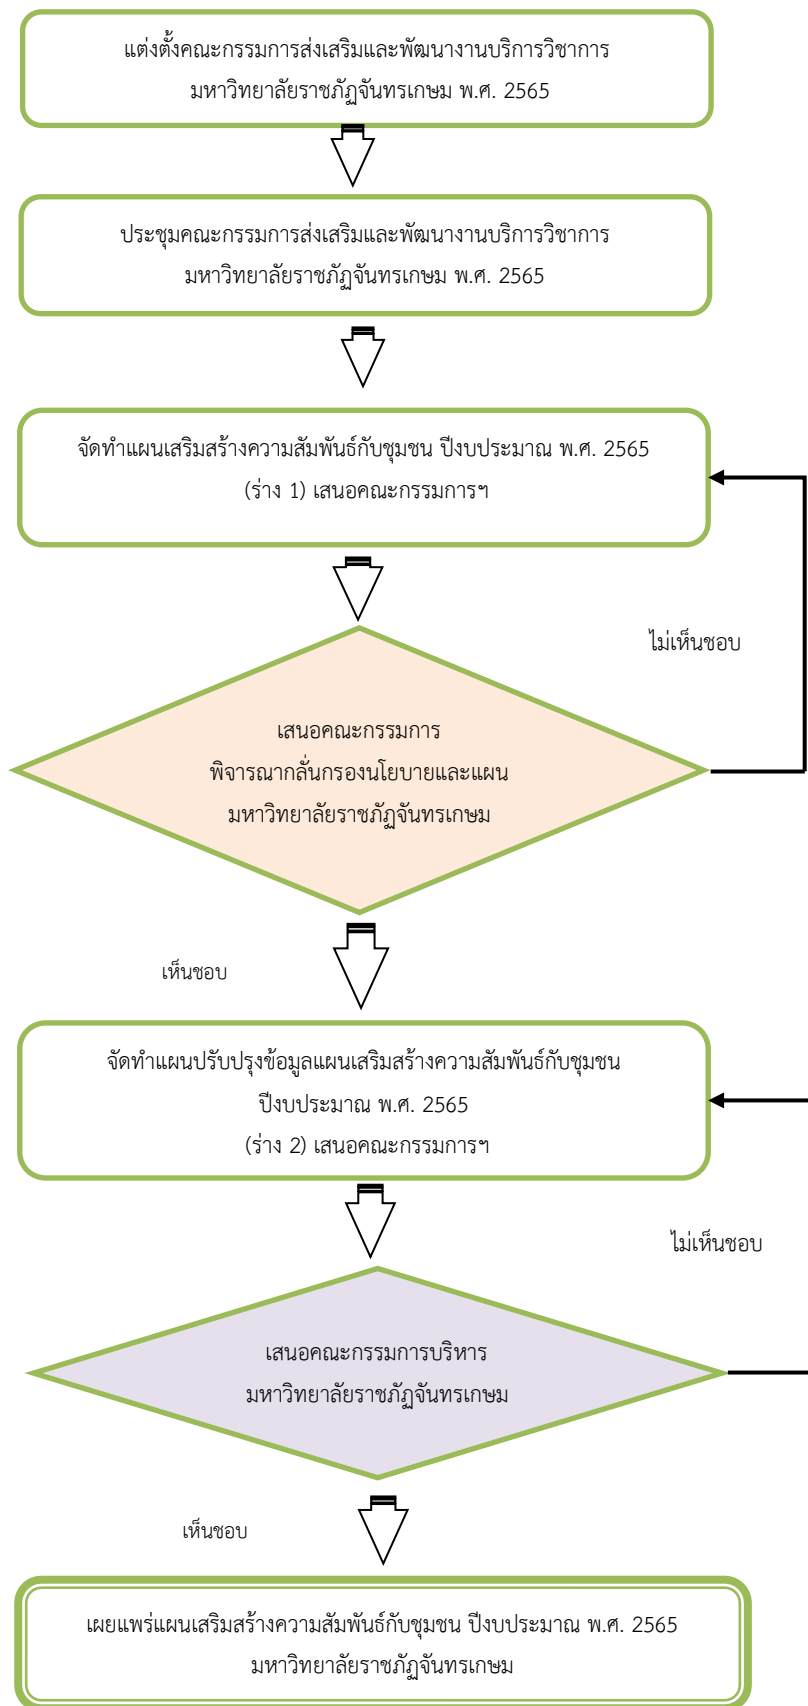 แต่งตั้งคณะกรรมการส่งเสริมและพัฒนางานบริการวิชาการ
มหาวิทยาลัยราชภัฏจันทรเกษม พ.ศ. 2565
ประชุมคณะกรรมการส่งเสริมและพัฒนางานบริการวิชาการ
มหาวิทยาลัยราชภัฏจันทรเกษม พ.ศ. 2565
จัดทำแผนเสริมสร้างความสัมพันธ์กับชุมชน ปีงบประมาณ พ.ศ. 2565
(ร่าง 1) เสนอคณะกรรมการฯ
ไม่เห็นชอบ
เสนอคณะกรรมการ
พิจารณากลั่นกรองนโยบายและแผน
มหาวิทยาลัยราชภัฏจันทรเกษม
เห็นชอบ
จัดทำแผนปรับปรุงข้อมูลแผนเสริมสร้างความสัมพันธ์กับชุมชน
ปีงบประมาณ พ.ศ. 2565
(ร่าง 2) เสนอคณะกรรมการฯ
ไม่เห็นชอบ
เสนอคณะกรรมการบริหาร
มหาวิทยาลัยราชภัฏจันทรเกษม
เห็นชอบ
เผยแพร่แผนเสริมสร้างความสัมพันธ์กับชุมชน ปีงบประมาณ พ.ศ. 2565
มหาวิทยาลัยราชภัฏจันทรเกษม